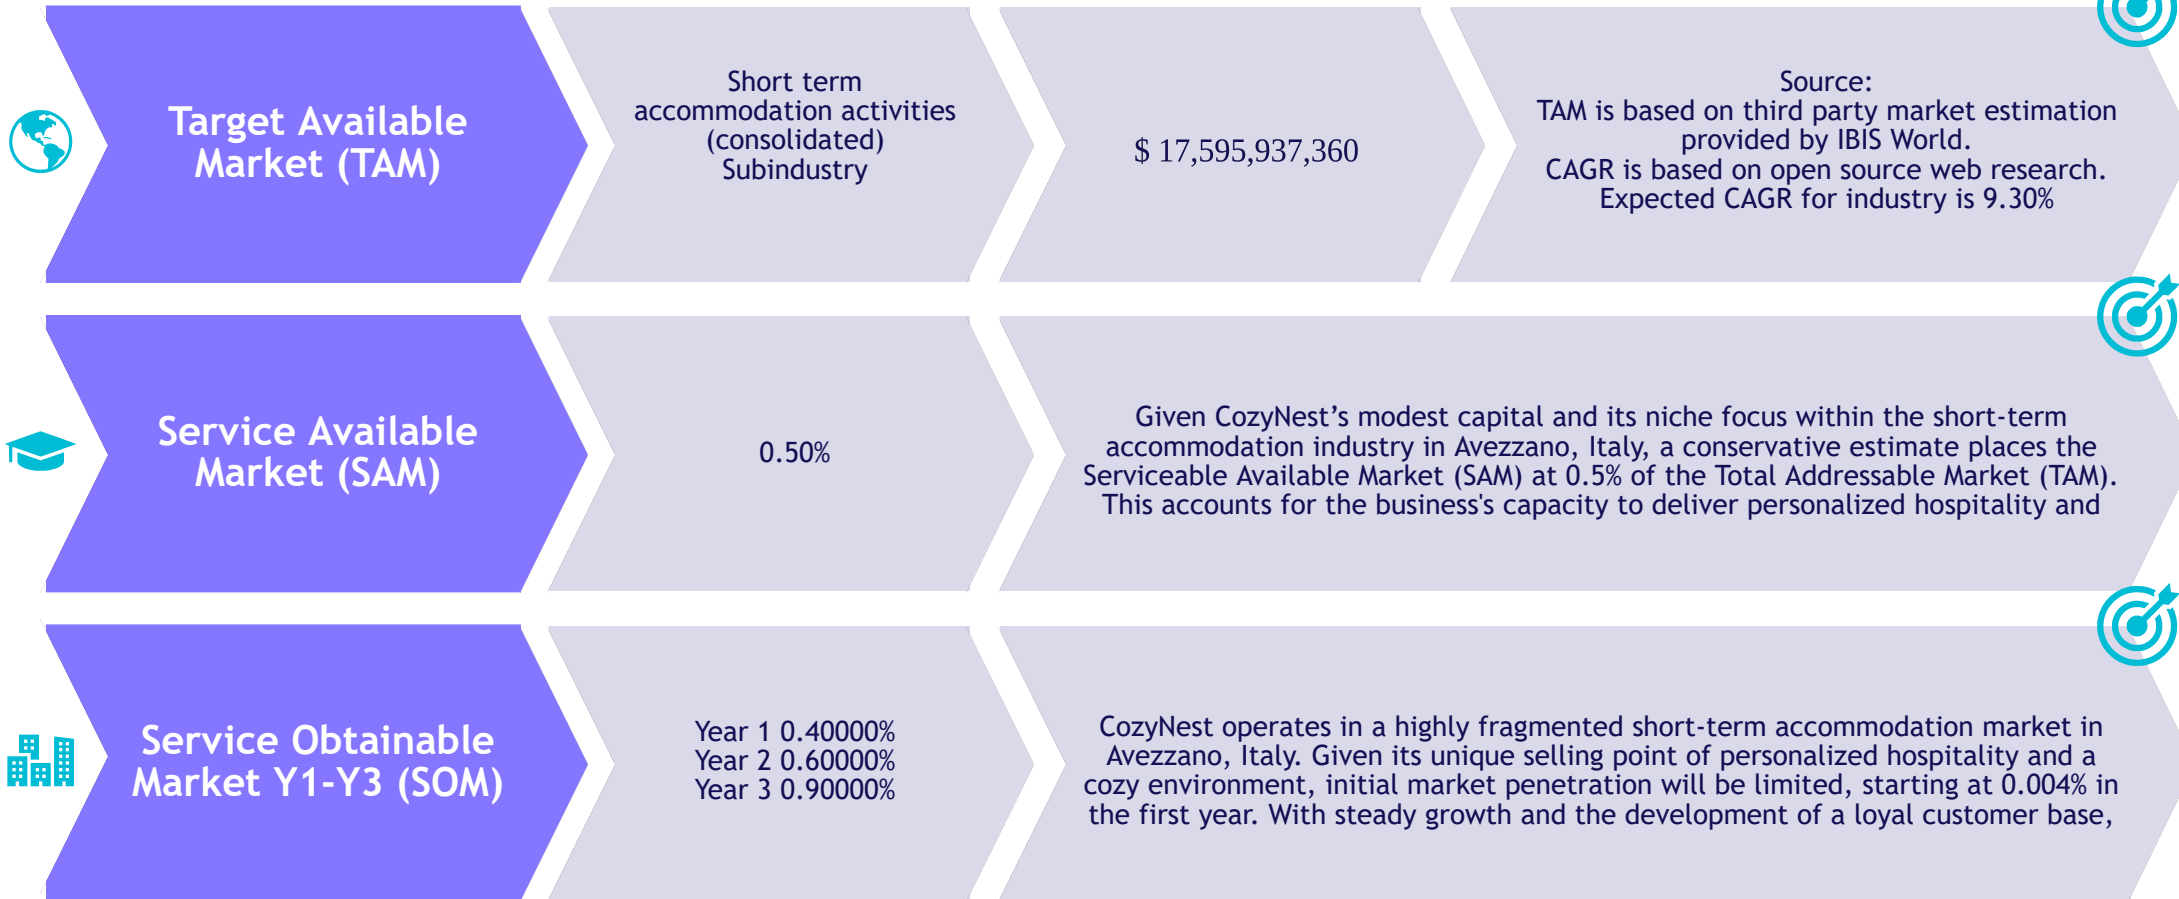 Target Available
Market (TAM)
Short term
accommodation activities
(consolidated)
Subindustry
$ 17,595,937,360
Source:
TAM is based on third party market estimation
provided by IBIS World.
CAGR is based on open source web research.
Expected CAGR for industry is 9.30%
Service Available
Market (SAM)
0.50%
Given CozyNest’s modest capital and its niche focus within the short-term
accommodation industry in Avezzano, Italy, a conservative estimate places the
Serviceable Available Market (SAM) at 0.5% of the Total Addressable Market (TAM).
This accounts for the business's capacity to deliver personalized hospitality and
Service Obtainable
Market Y1-Y3 (SOM)
Year 1 0.40000%
Year 2 0.60000%
Year 3 0.90000%
CozyNest operates in a highly fragmented short-term accommodation market in
Avezzano, Italy. Given its unique selling point of personalized hospitality and a
cozy environment, initial market penetration will be limited, starting at 0.004% in
the first year. With steady growth and the development of a loyal customer base,